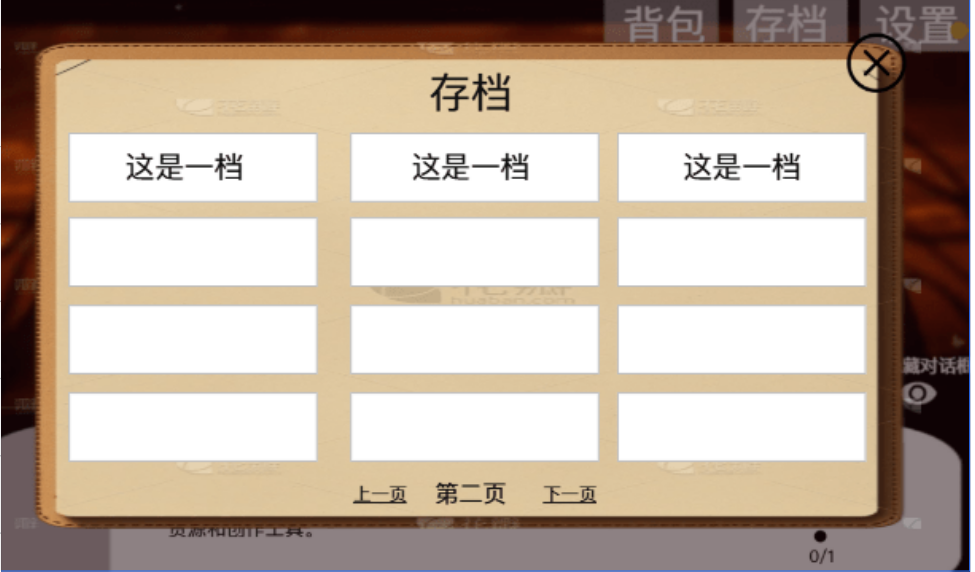 背包 存档 设置
存档
这是一档 这是一档 这是一档
huaban.com
藏对话框
上一页 第二页 下一页
资源和创作工具。
0/1